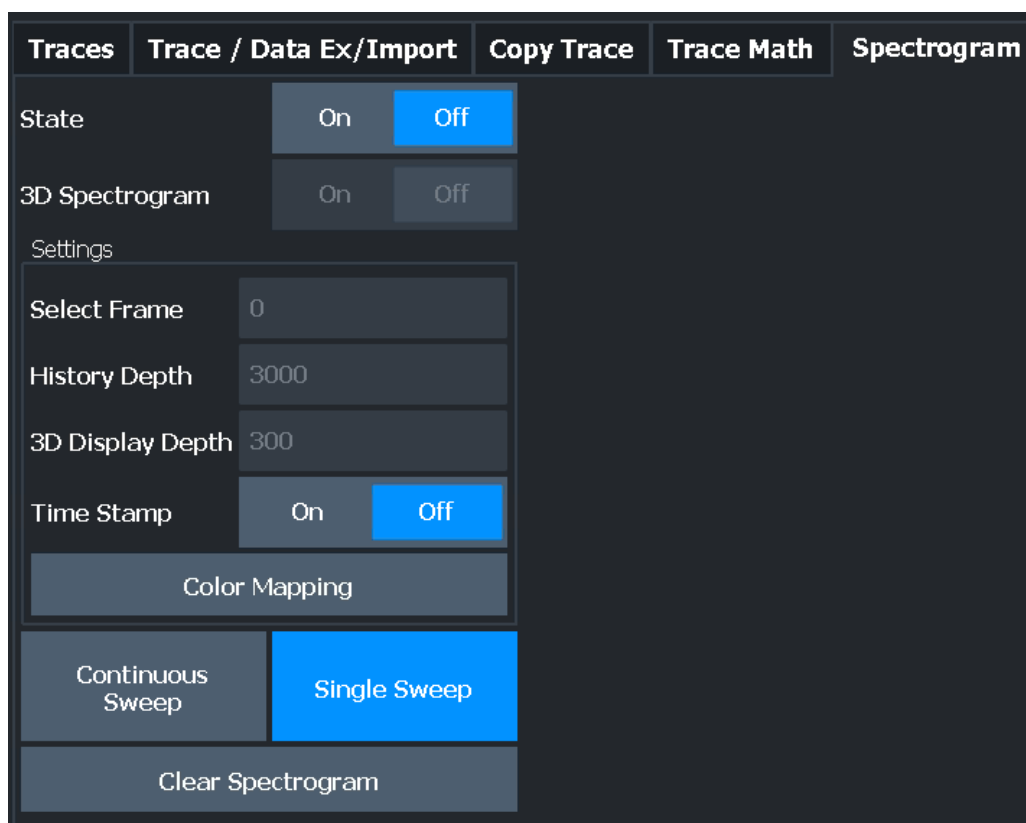 Traces Trace / Data Ex/Import Copy Trace Trace Math Spectrogram
State On Off
3D Spectrogram On Off
Settings
Select Frame 0
History Depth 3000
3D Display Depth 300
Time Stamp On Off
Color Mapping
Continuous
Sweep
Single Sweep
Clear Spectrogram